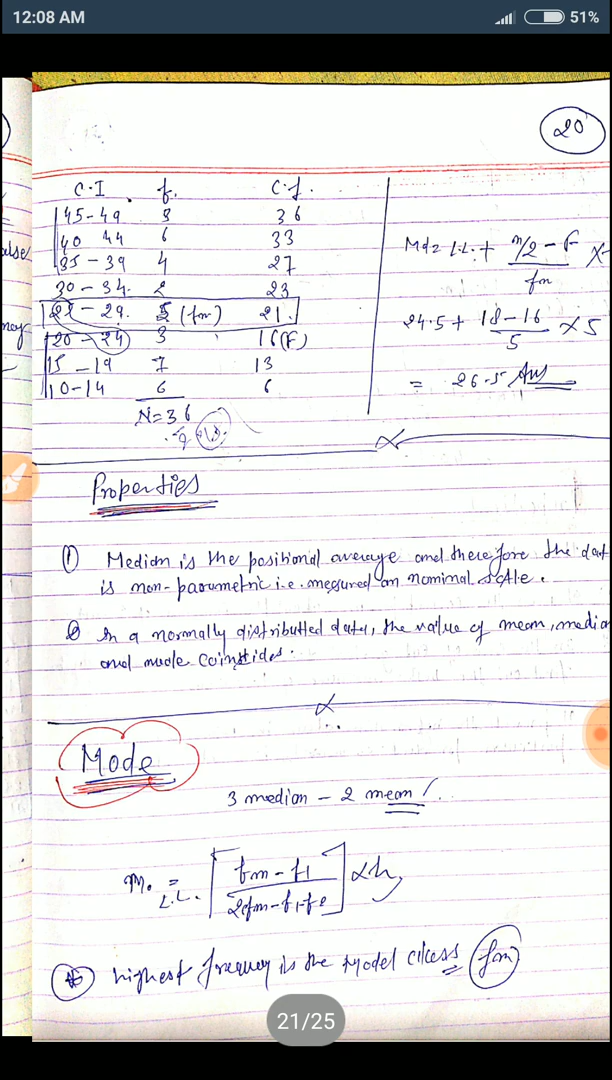 12:08 AM
51%
20
C.I f. C.f.
45-49 3 36
40 44 6 33
35-39 4 27
30-34. 2 23
25-29. 5 (fm) 21.
20-24 3 16(F)
15-19 7 13
10-14 6 6
N=36
Md= L.L. + n/2 - F / fm ×
24.5 + 18-16 / 5 × 5
= 26.5 Ans
Properties
① Median is the positional average and therefore the dat
is non-parametric i.e. measured on nominal scale.
② In a normally distributted data, the value of mean, median
and mode coinsides.
Mode
3 median - 2 mean
Mo = L.L. [fm - f1 / 2fm - f1 - f2] × h
highest frequency is the Model class fm
21/25